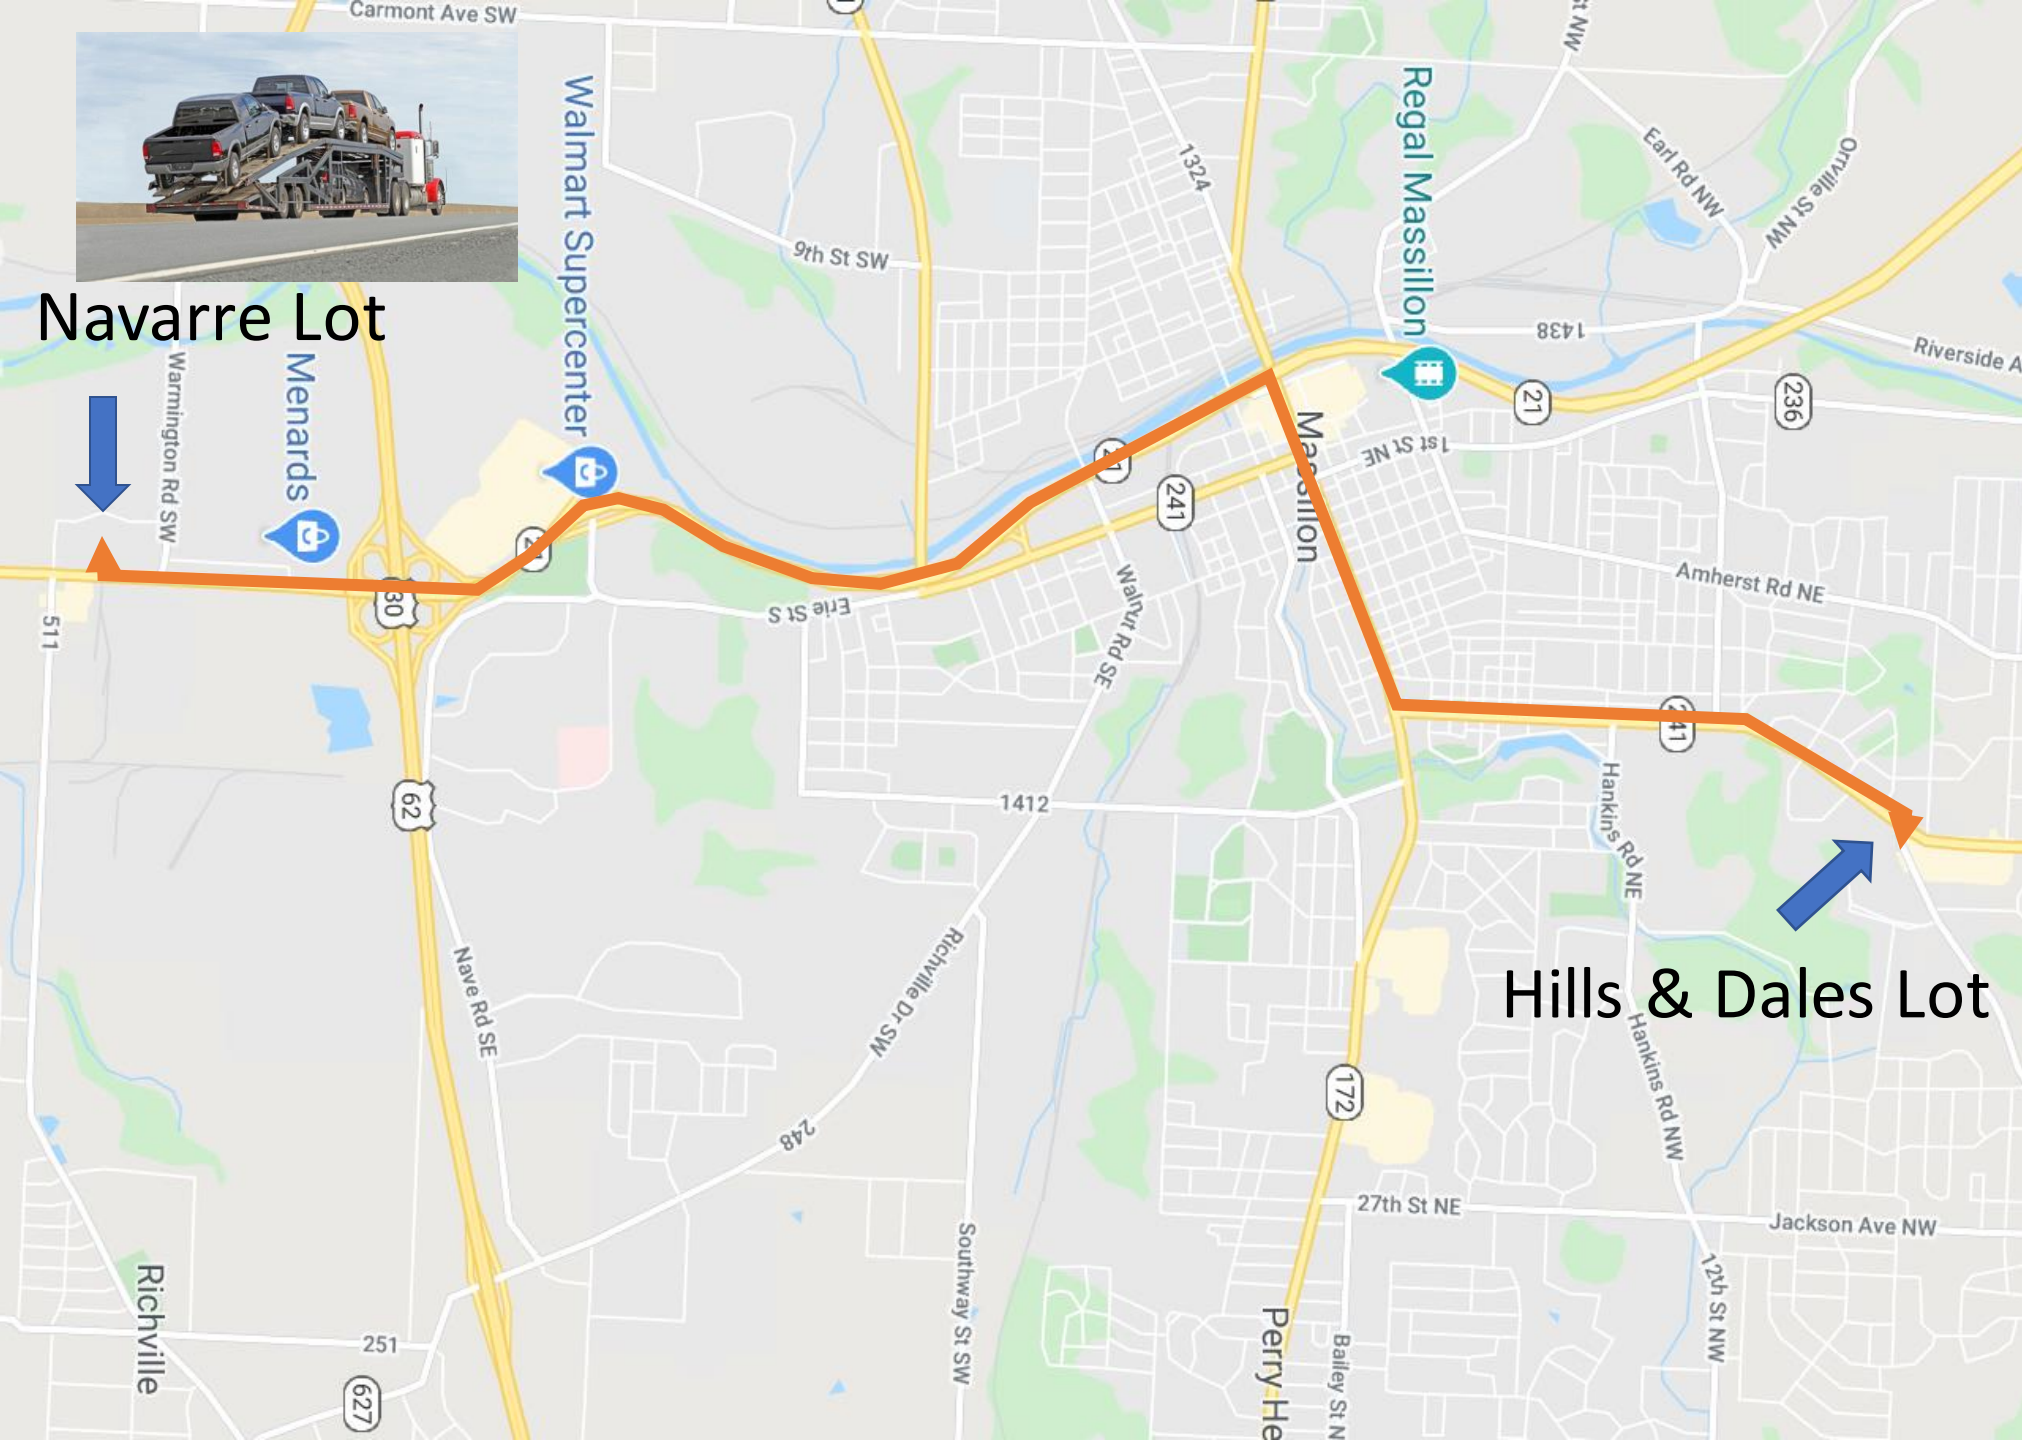 Carmont Ave SW
Navarre Lot
Walmart Supercenter
Menards
Warmington Rd SW
9th St SW
1324
Regal Massillon
Earl Rd NW
Orrville St NW
1438
Riverside A
21
236
1st St NE
Massillon
21
241
21
30
Erie St S
Walnut Rd SE
Amherst Rd NE
511
241
62
1412
Hankins Rd NE
Richville Dr SW
Nave Rd SE
Hills & Dales Lot
Hankins Rd NW
172
248
27th St NE
Jackson Ave NW
Southway St SW
12th St NW
Richville
251
627
Perry He
Bailey St N